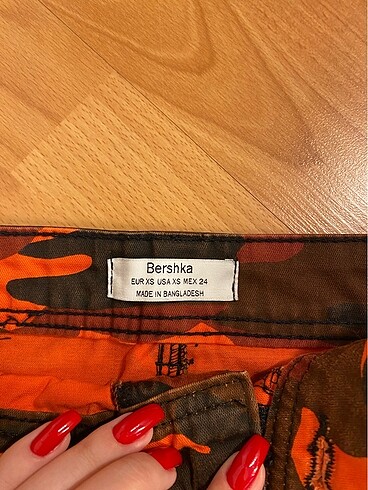 Bershka
EUR XS USA XS MEX 24
MADE IN BANGLADESH